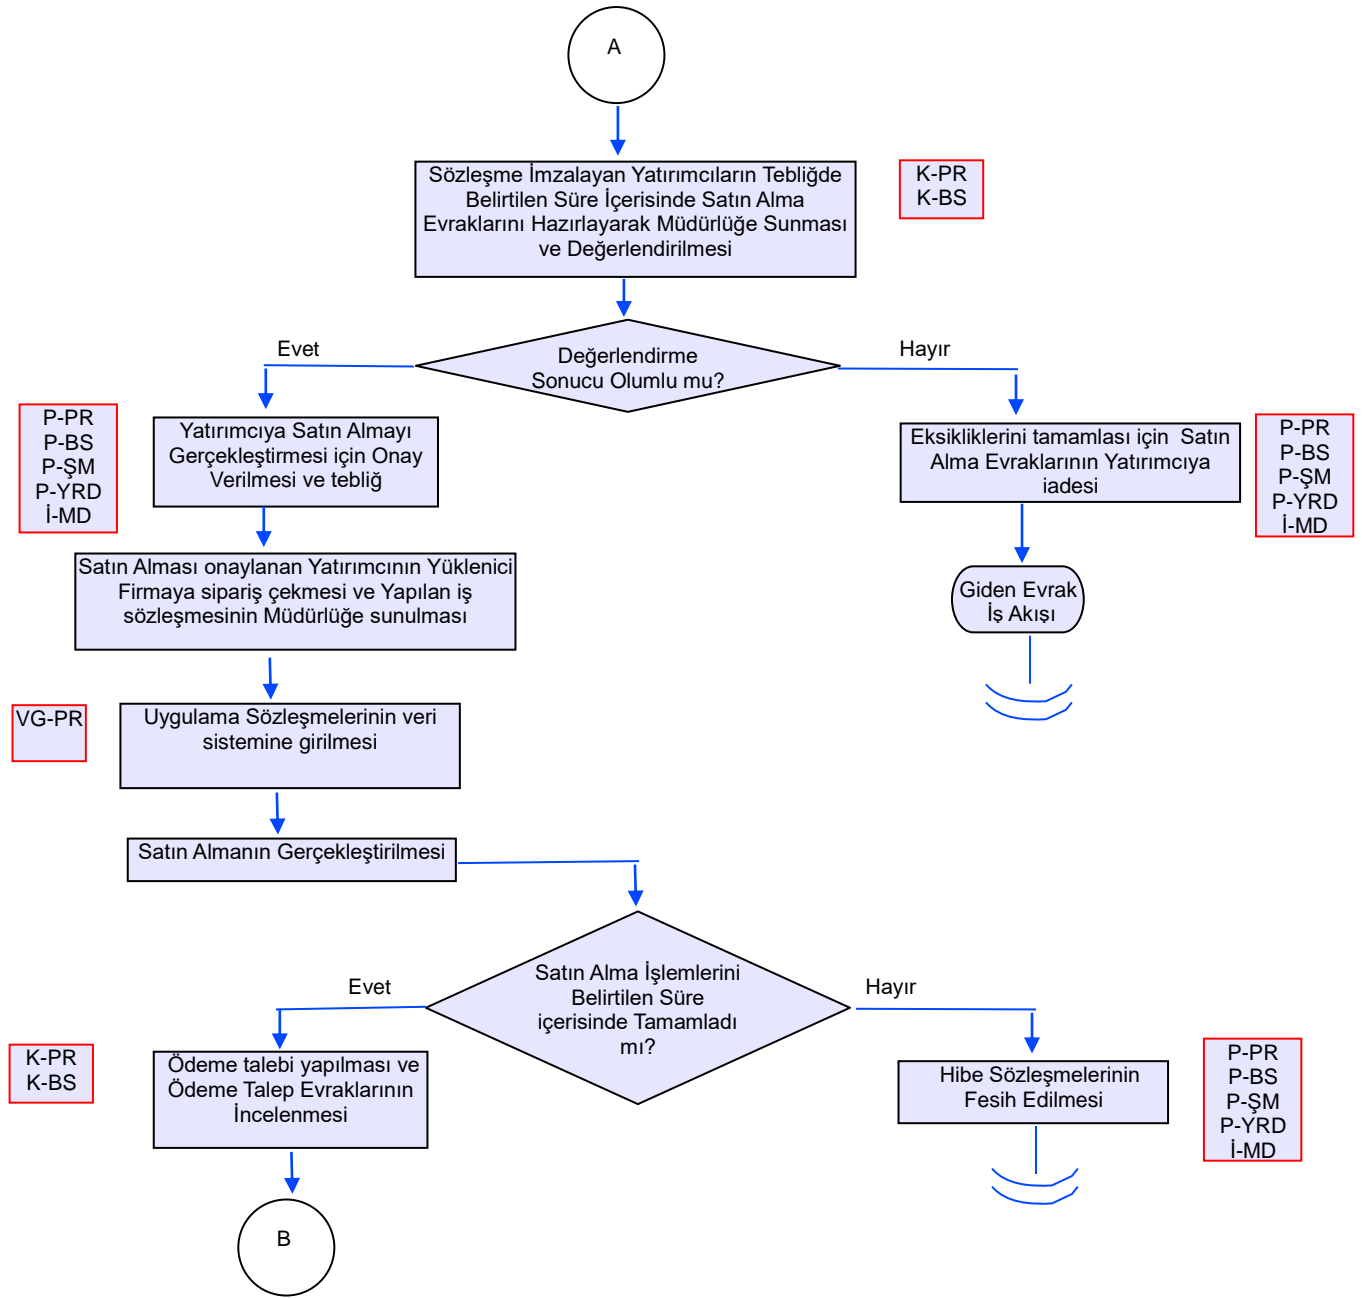 A
Sözleşme İmzalayan Yatırımcıların Tebliğde
Belirtilen Süre İçerisinde Satın Alma
Evraklarını Hazırlayarak Müdürlüğe Sunması
ve Değerlendirilmesi
K-PR
K-BS
Değerlendirme
Sonucu Olumlu mu?
Evet
Hayır
P-PR
P-BS
P-ŞM
P-YRD
İ-MD
Yatırımcıya Satın Almayı
Gerçekleştirmesi için Onay
Verilmesi ve tebliğ
Eksikliklerini tamamlası için  Satın
Alma Evraklarının Yatırımcıya
iadesi
P-PR
P-BS
P-ŞM
P-YRD
İ-MD
Satın Alması onaylanan Yatırımcının Yüklenici
Firmaya sipariş çekmesi ve Yapılan iş
sözleşmesinin Müdürlüğe sunulması
Giden Evrak
İş Akışı
VG-PR
Uygulama Sözleşmelerinin veri
sistemine girilmesi
Satın Almanın Gerçekleştirilmesi
Satın Alma İşlemlerini
Belirtilen Süre
içerisinde Tamamladı
mı?
Evet
Hayır
K-PR
K-BS
Ödeme talebi yapılması ve
Ödeme Talep Evraklarının
İncelenmesi
Hibe Sözleşmelerinin
Fesih Edilmesi
P-PR
P-BS
P-ŞM
P-YRD
İ-MD
B